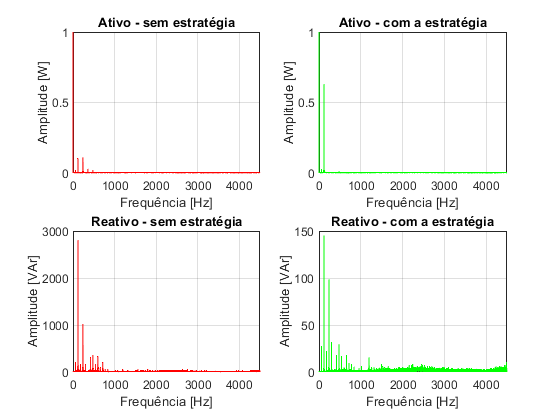 Ativo - sem estratégia
Amplitude [W]
1
0.5
0
0 1000 2000 3000 4000
Frequência [Hz]
Ativo - com a estratégia
Amplitude [W]
1
0.5
0
0 1000 2000 3000 4000
Frequência [Hz]
Reativo - sem estratégia
Amplitude [VAr]
3000
2000
1000
0
0 1000 2000 3000 4000
Frequência [Hz]
Reativo - com a estratégia
Amplitude [VAr]
150
100
50
0
0 1000 2000 3000 4000
Frequência [Hz]